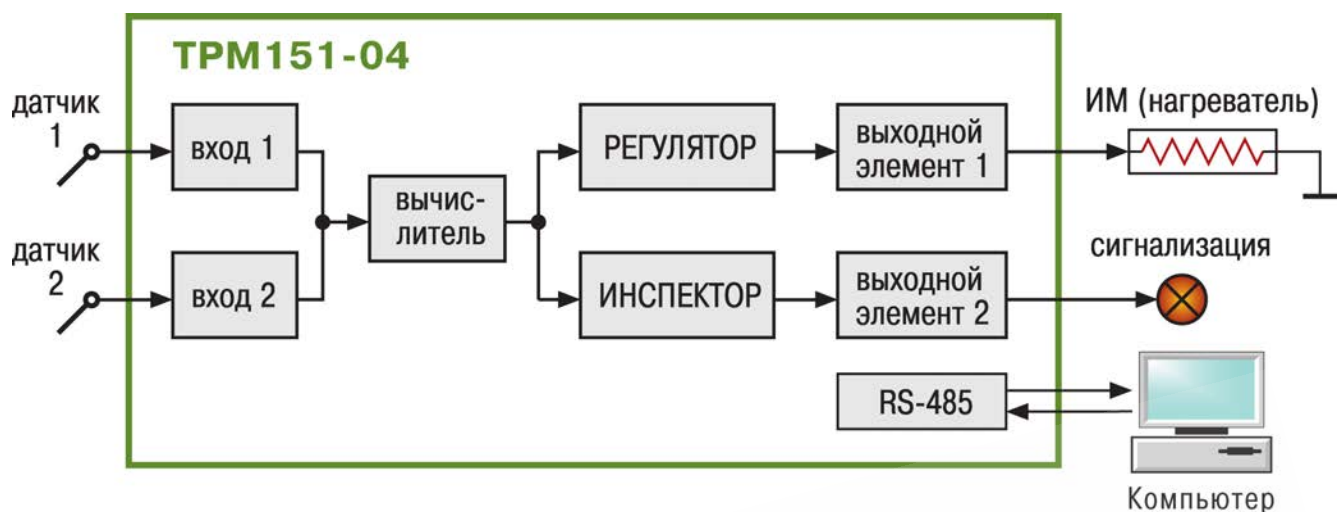 ТРМ151-04
датчик
1
вход 1
датчик
2
вход 2
вычис-
литель
РЕГУЛЯТОР
выходной
элемент 1
ИМ (нагреватель)
ИНСПЕКТОР
выходной
элемент 2
сигнализация
RS-485
Компьютер